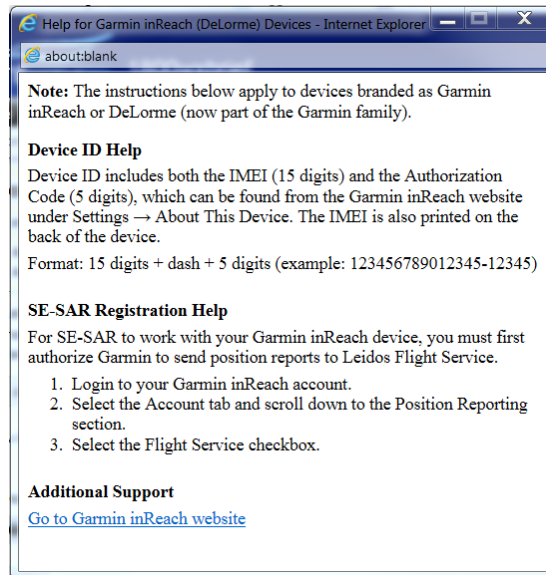 Help for Garmin inReach (DeLorme) Devices - Internet Explorer
about:blank
Note: The instructions below apply to devices branded as Garmin
inReach or DeLorme (now part of the Garmin family).
Device ID Help
Device ID includes both the IMEI (15 digits) and the Authorization
Code (5 digits), which can be found from the Garmin inReach website
under Settings → About This Device. The IMEI is also printed on the
back of the device.
Format: 15 digits + dash + 5 digits (example: 123456789012345-12345)
SE-SAR Registration Help
For SE-SAR to work with your Garmin inReach device, you must first
authorize Garmin to send position reports to Leidos Flight Service.
1. Login to your Garmin inReach account.
2. Select the Account tab and scroll down to the Position Reporting
section.
3. Select the Flight Service checkbox.
Additional Support
Go to Garmin inReach website